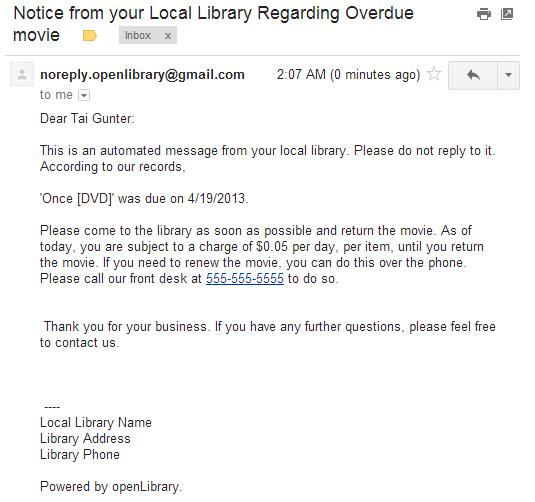 Notice from your Local Library Regarding Overdue
movie Inbox x
noreply.openlibrary@gmail.com 2:07 AM (0 minutes ago)
to me
Dear Tai Gunter:
This is an automated message from your local library. Please do not reply to it.
According to our records,
'Once [DVD]' was due on 4/19/2013.
Please come to the library as soon as possible and return the movie. As of
today, you are subject to a charge of $0.05 per day, per item, until you return
the movie. If you need to renew the movie, you can do this over the phone.
Please call our front desk at 555-555-5555 to do so.
Thank you for your business. If you have any further questions, please feel free
to contact us.
----
Local Library Name
Library Address
Library Phone
Powered by openLibrary.